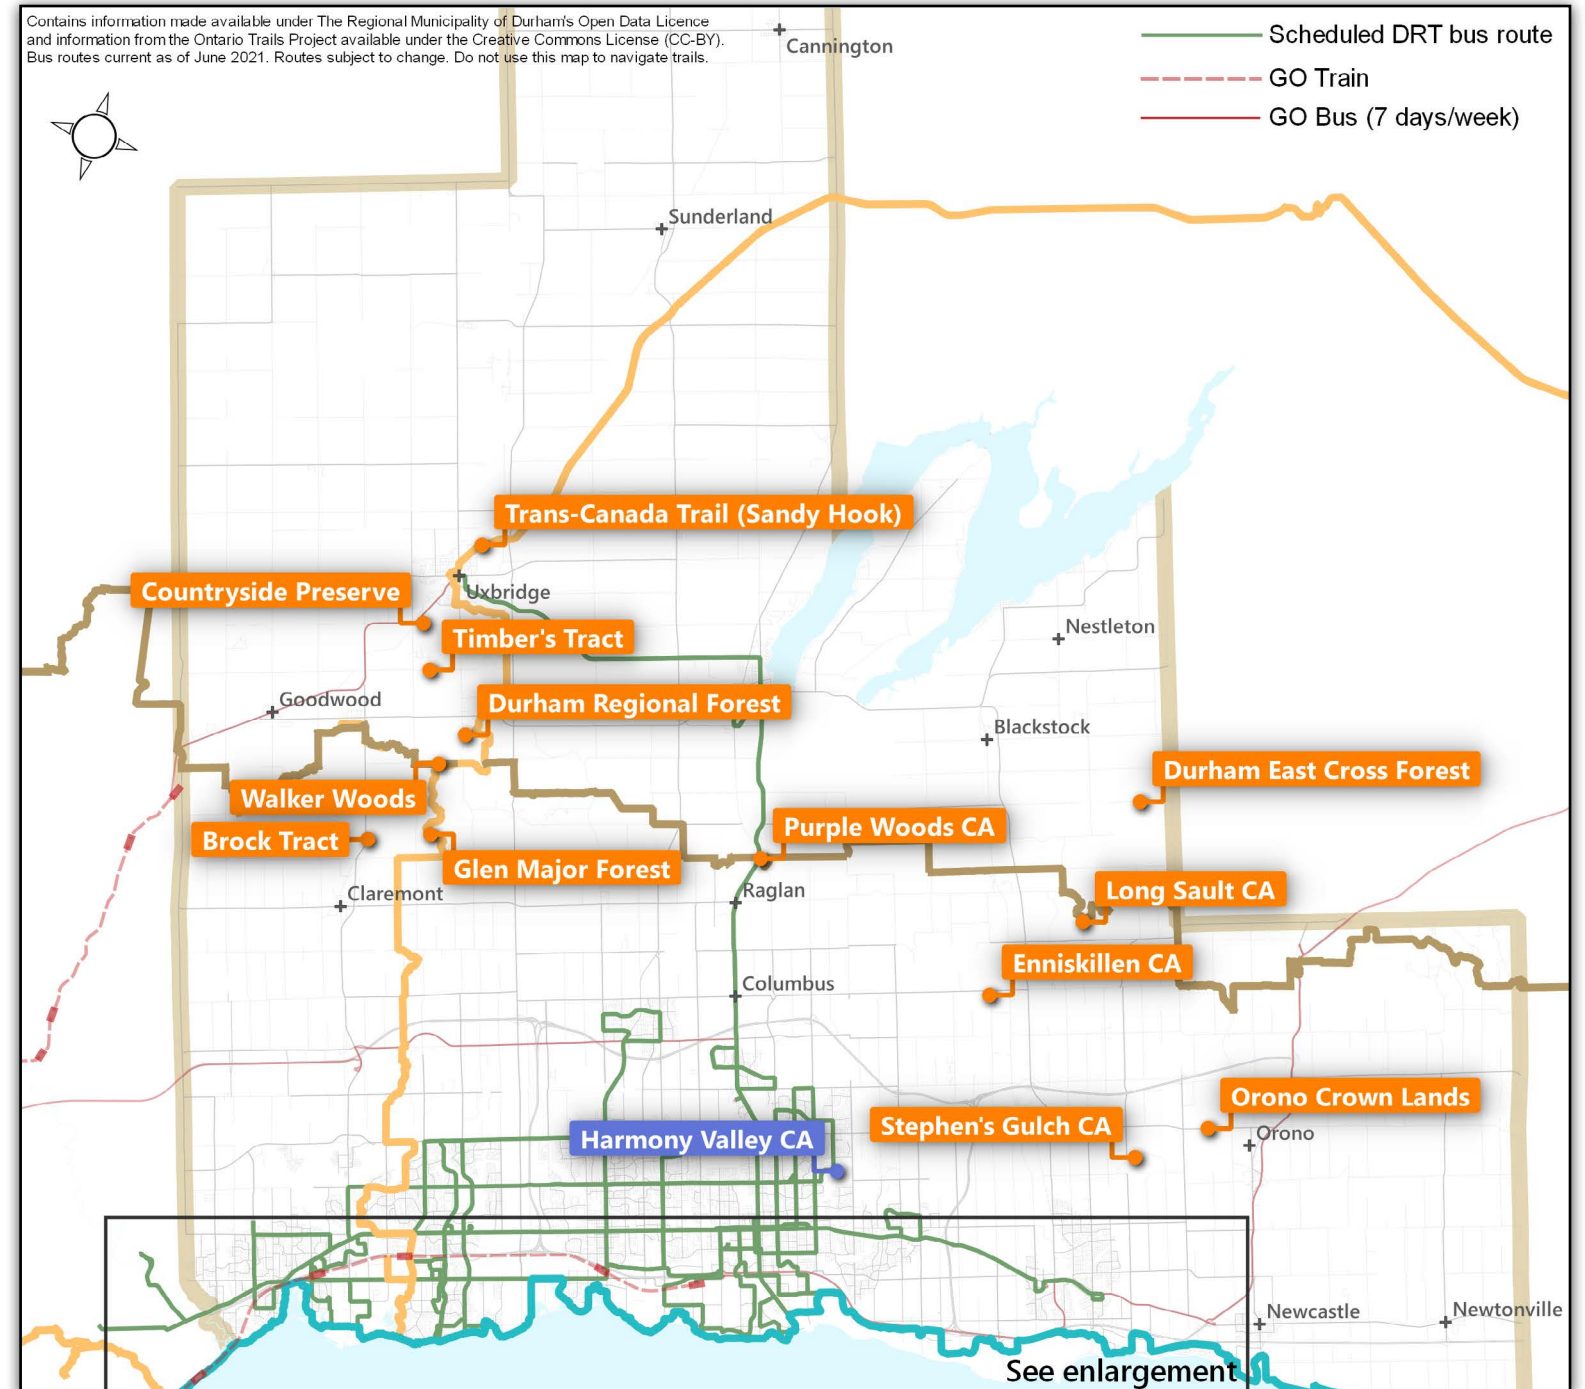 Contains information made available under The Regional Municipality of Durham's Open Data Licence
and information from the Ontario Trails Project available under the Creative Commons License (CC-BY).
Bus routes current as of June 2021. Routes subject to change. Do not use this map to navigate trails.
Scheduled DRT bus route
GO Train
GO Bus (7 days/week)
Cannington
Sunderland
Trans-Canada Trail (Sandy Hook)
Countryside Preserve
Uxbridge
Timber's Tract
Nestleton
Goodwood
Durham Regional Forest
Blackstock
Durham East Cross Forest
Walker Woods
Purple Woods CA
Brock Tract
Glen Major Forest
Claremont
Raglan
Long Sault CA
Enniskillen CA
Columbus
Orono Crown Lands
Stephen's Gulch CA
Harmony Valley CA
Orono
Newcastle
Newtonville
See enlargement